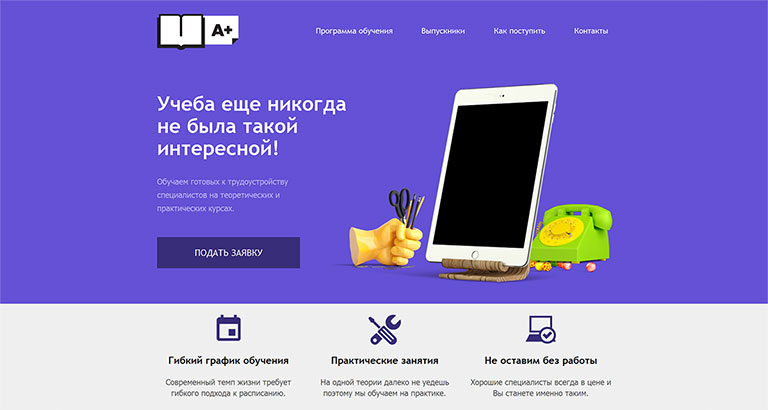 A+
Программа обучения
Выпускники
Как поступить
Контакты
Учеба еще никогда
не была такой
интересной!
Обучаем готовых к трудоустройству
специалистов на теоретических и
практических курсах.
ПОДАТЬ ЗАЯВКУ
Гибкий график обучения
Современный темп жизни требует
гибкого подхода к расписанию.
Практические занятия
На одной теории далеко не уедешь
поэтому мы обучаем на практике.
Не оставим без работы
Хорошие специалисты всегда в цене и
Вы станете именно таким.